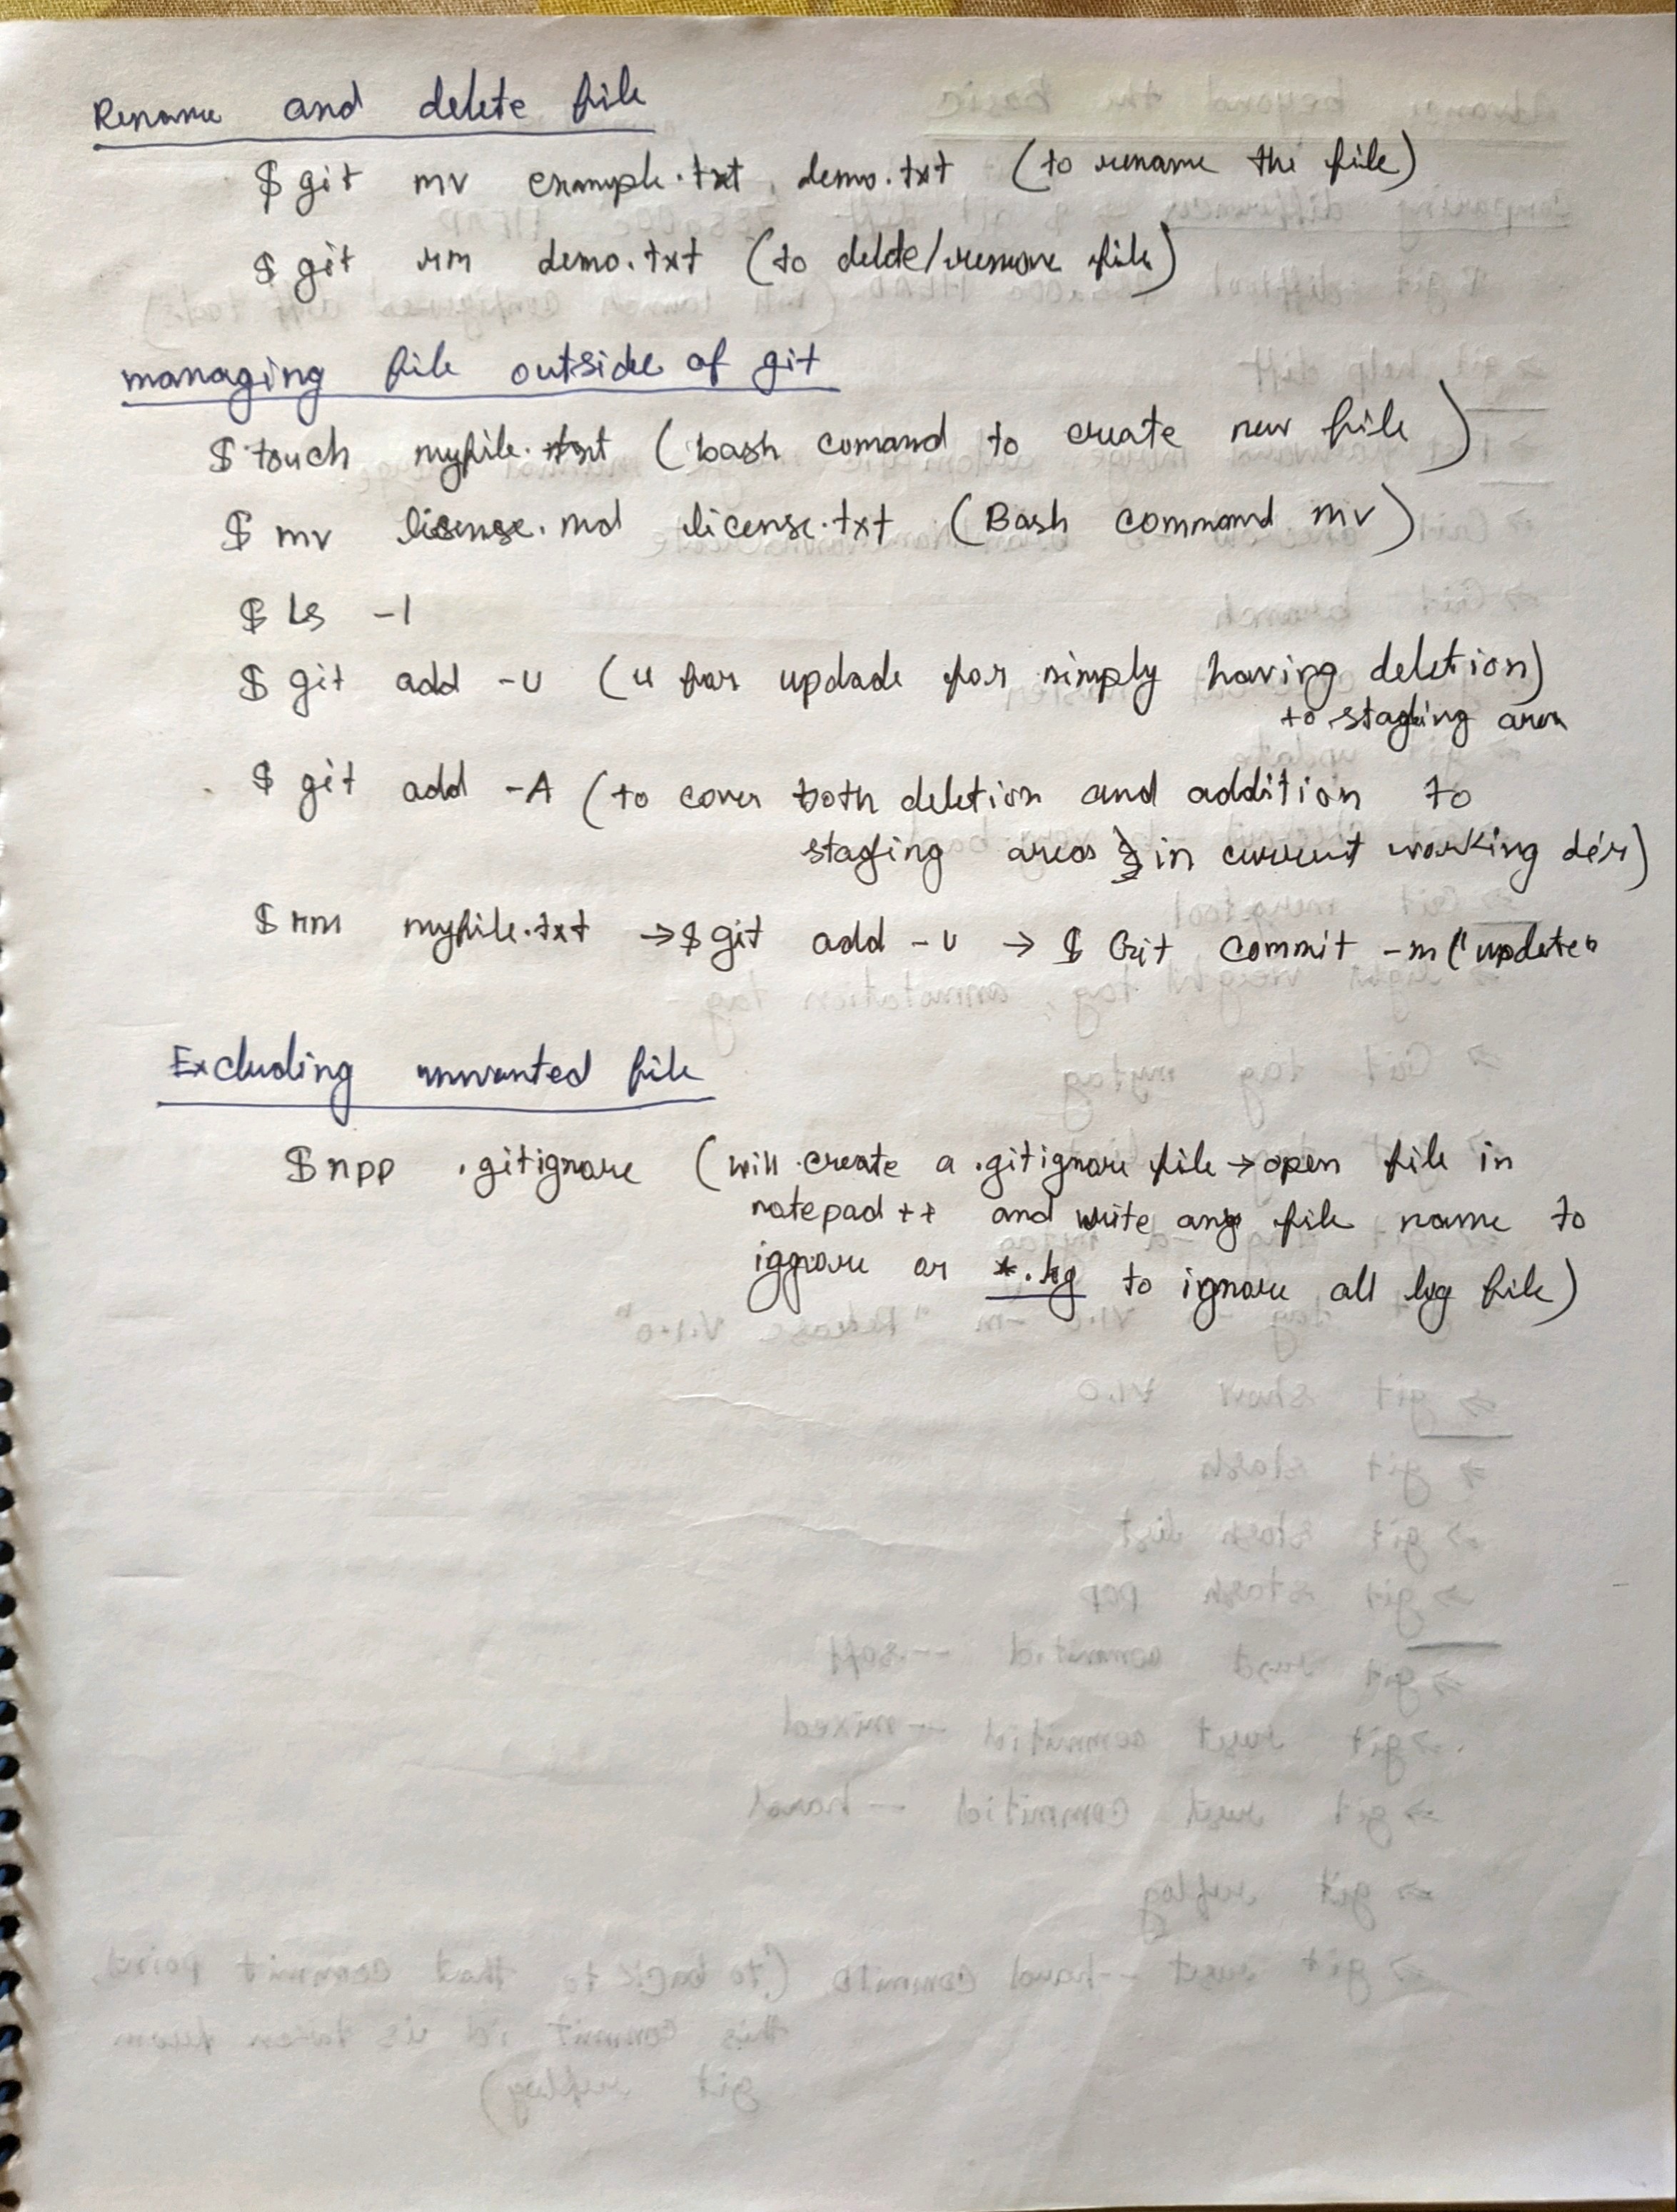 Rename and delete file
$ git mv example.txt demo.txt (to rename the file)
$ git rm demo.txt (to delete/remove file)
managing file outside of git
$ touch myfile.txt (bash comand to create new file)
$ mv license.md license.txt (Bash command mv)
$ Ls -l
$ git add -u (u for updade for simply having deletion)
to staging area
$ git add -A (to cover both deletion and addition to
staging areas in current working dir)
$ rm myfile.txt → $ git add -u → $ Git commit -m "update"
Excluding unwanted file
$ npp .gitignore (will create a .gitignore file → open file in
notepad++ and write any file name to
iggnore or *.log to ignore all log file)